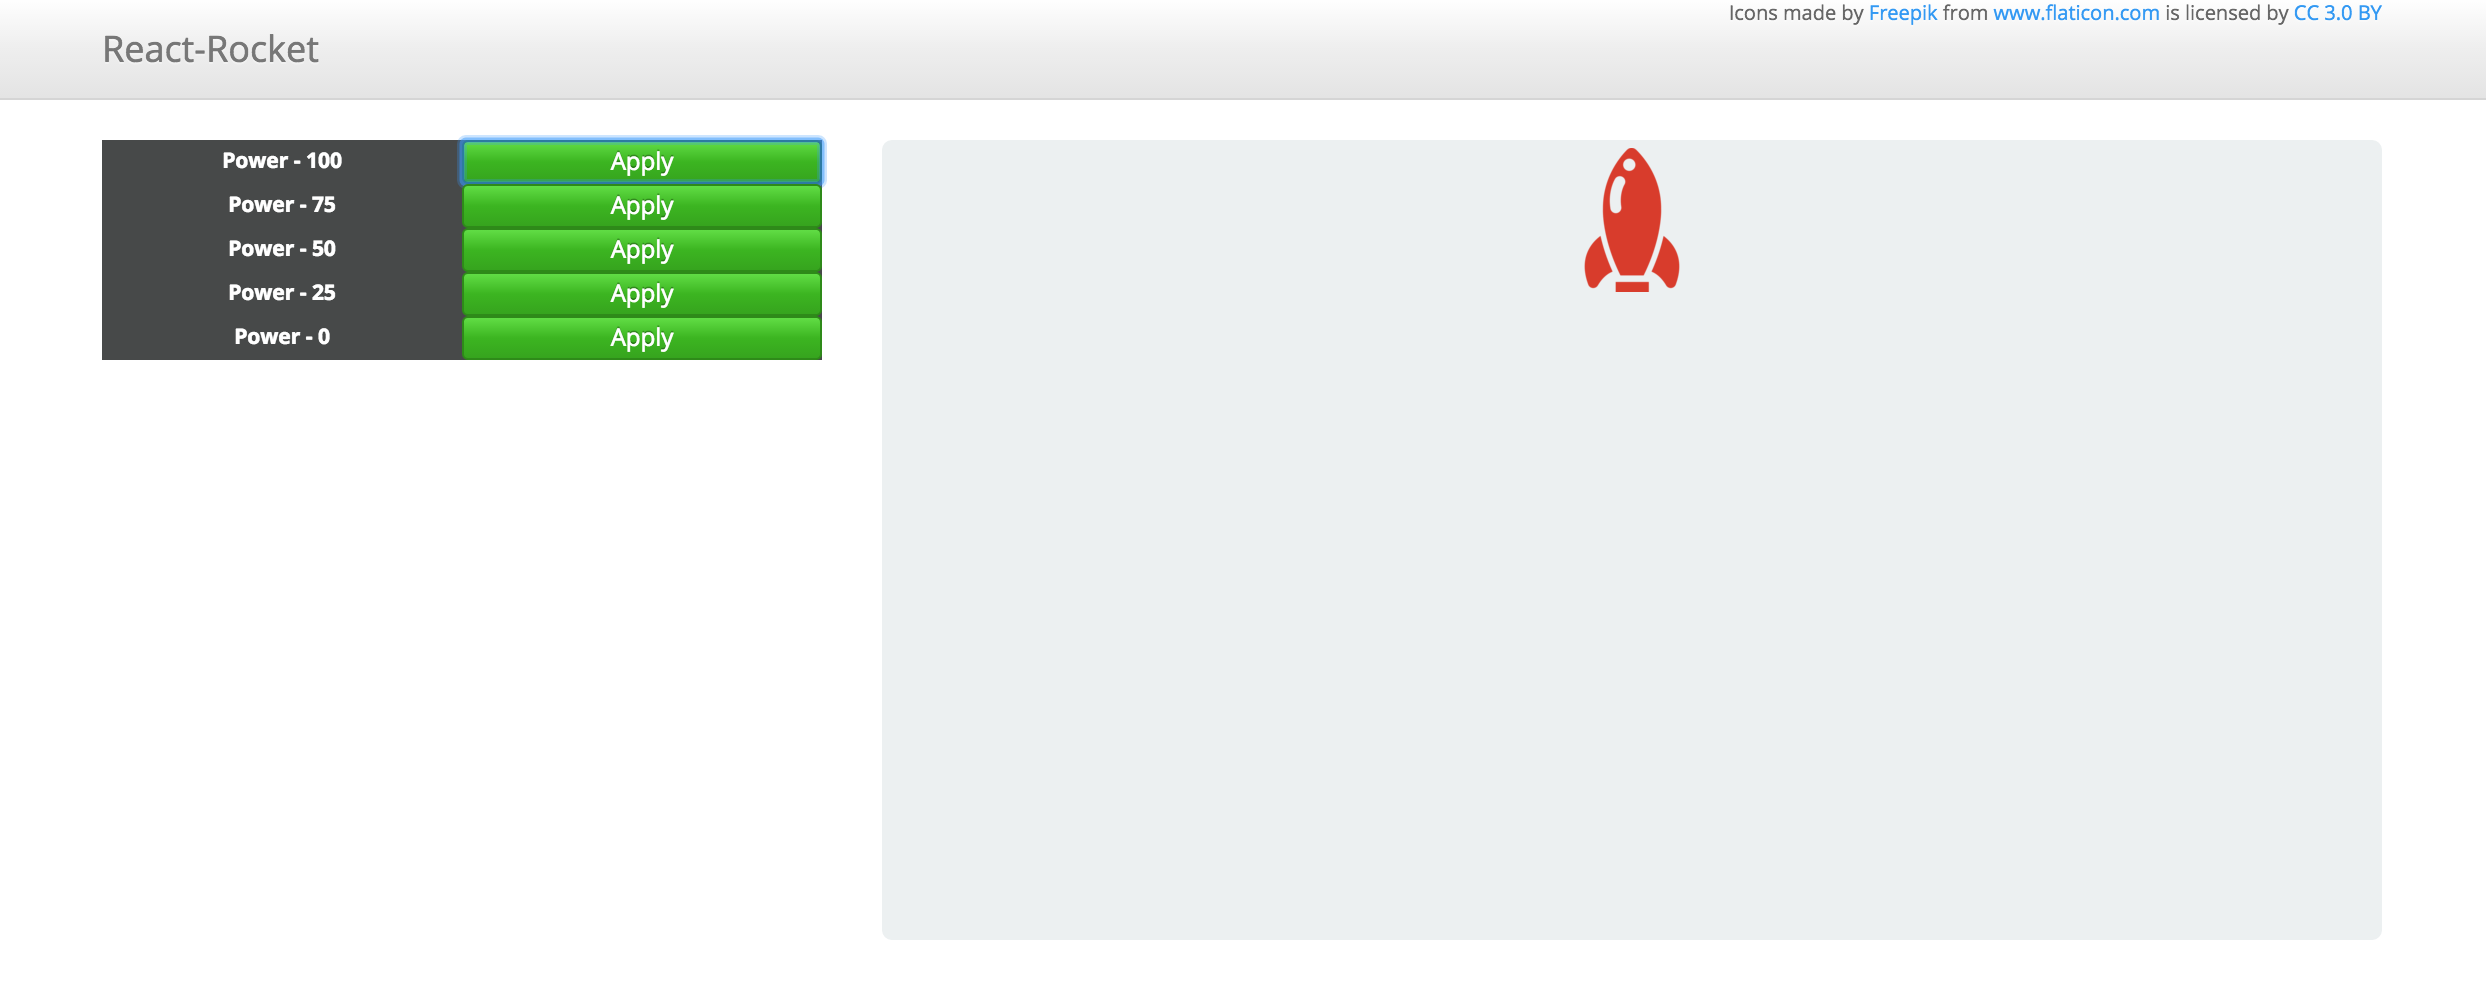 Icons made by Freepik from www.flaticon.com is licensed by CC 3.0 BY
React-Rocket
Power - 100 Apply
Power - 75 Apply
Power - 50 Apply
Power - 25 Apply
Power - 0 Apply